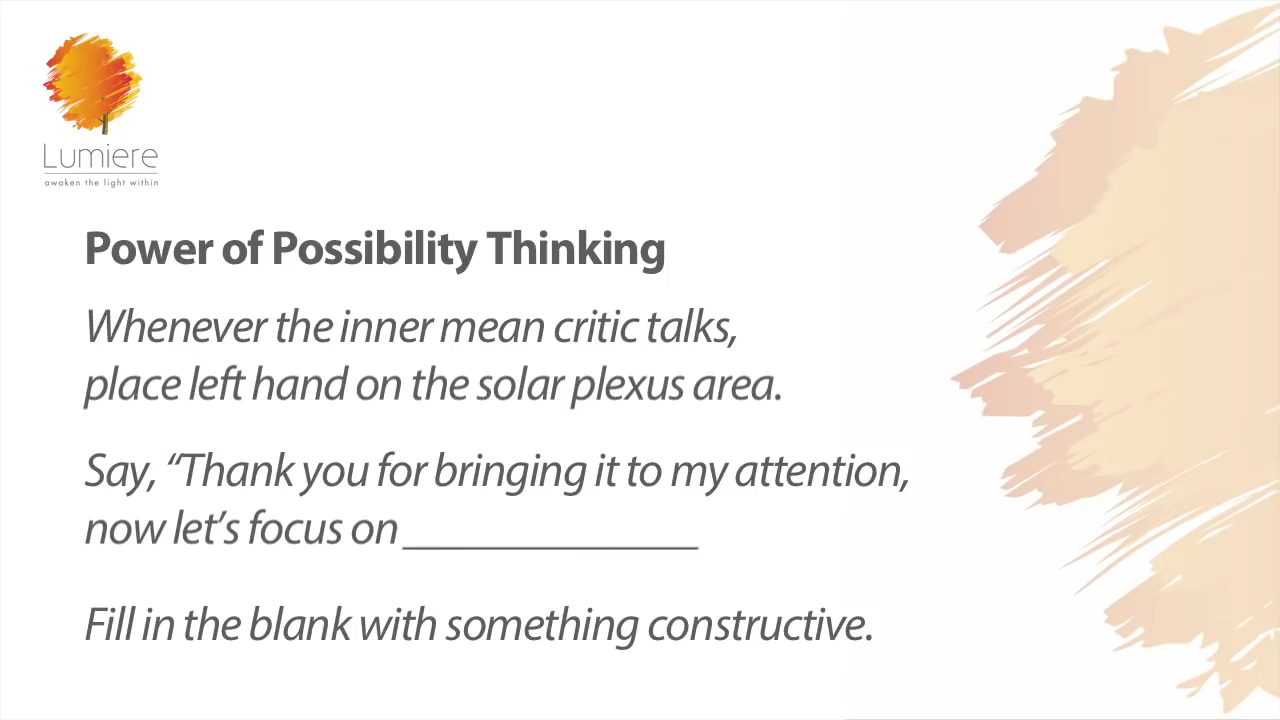 Lumiere
awaken the light within
Power of Possibility Thinking
Whenever the inner mean critic talks,
place left hand on the solar plexus area.
Say, “Thank you for bringing it to my attention,
now let’s focus on ______________
Fill in the blank with something constructive.